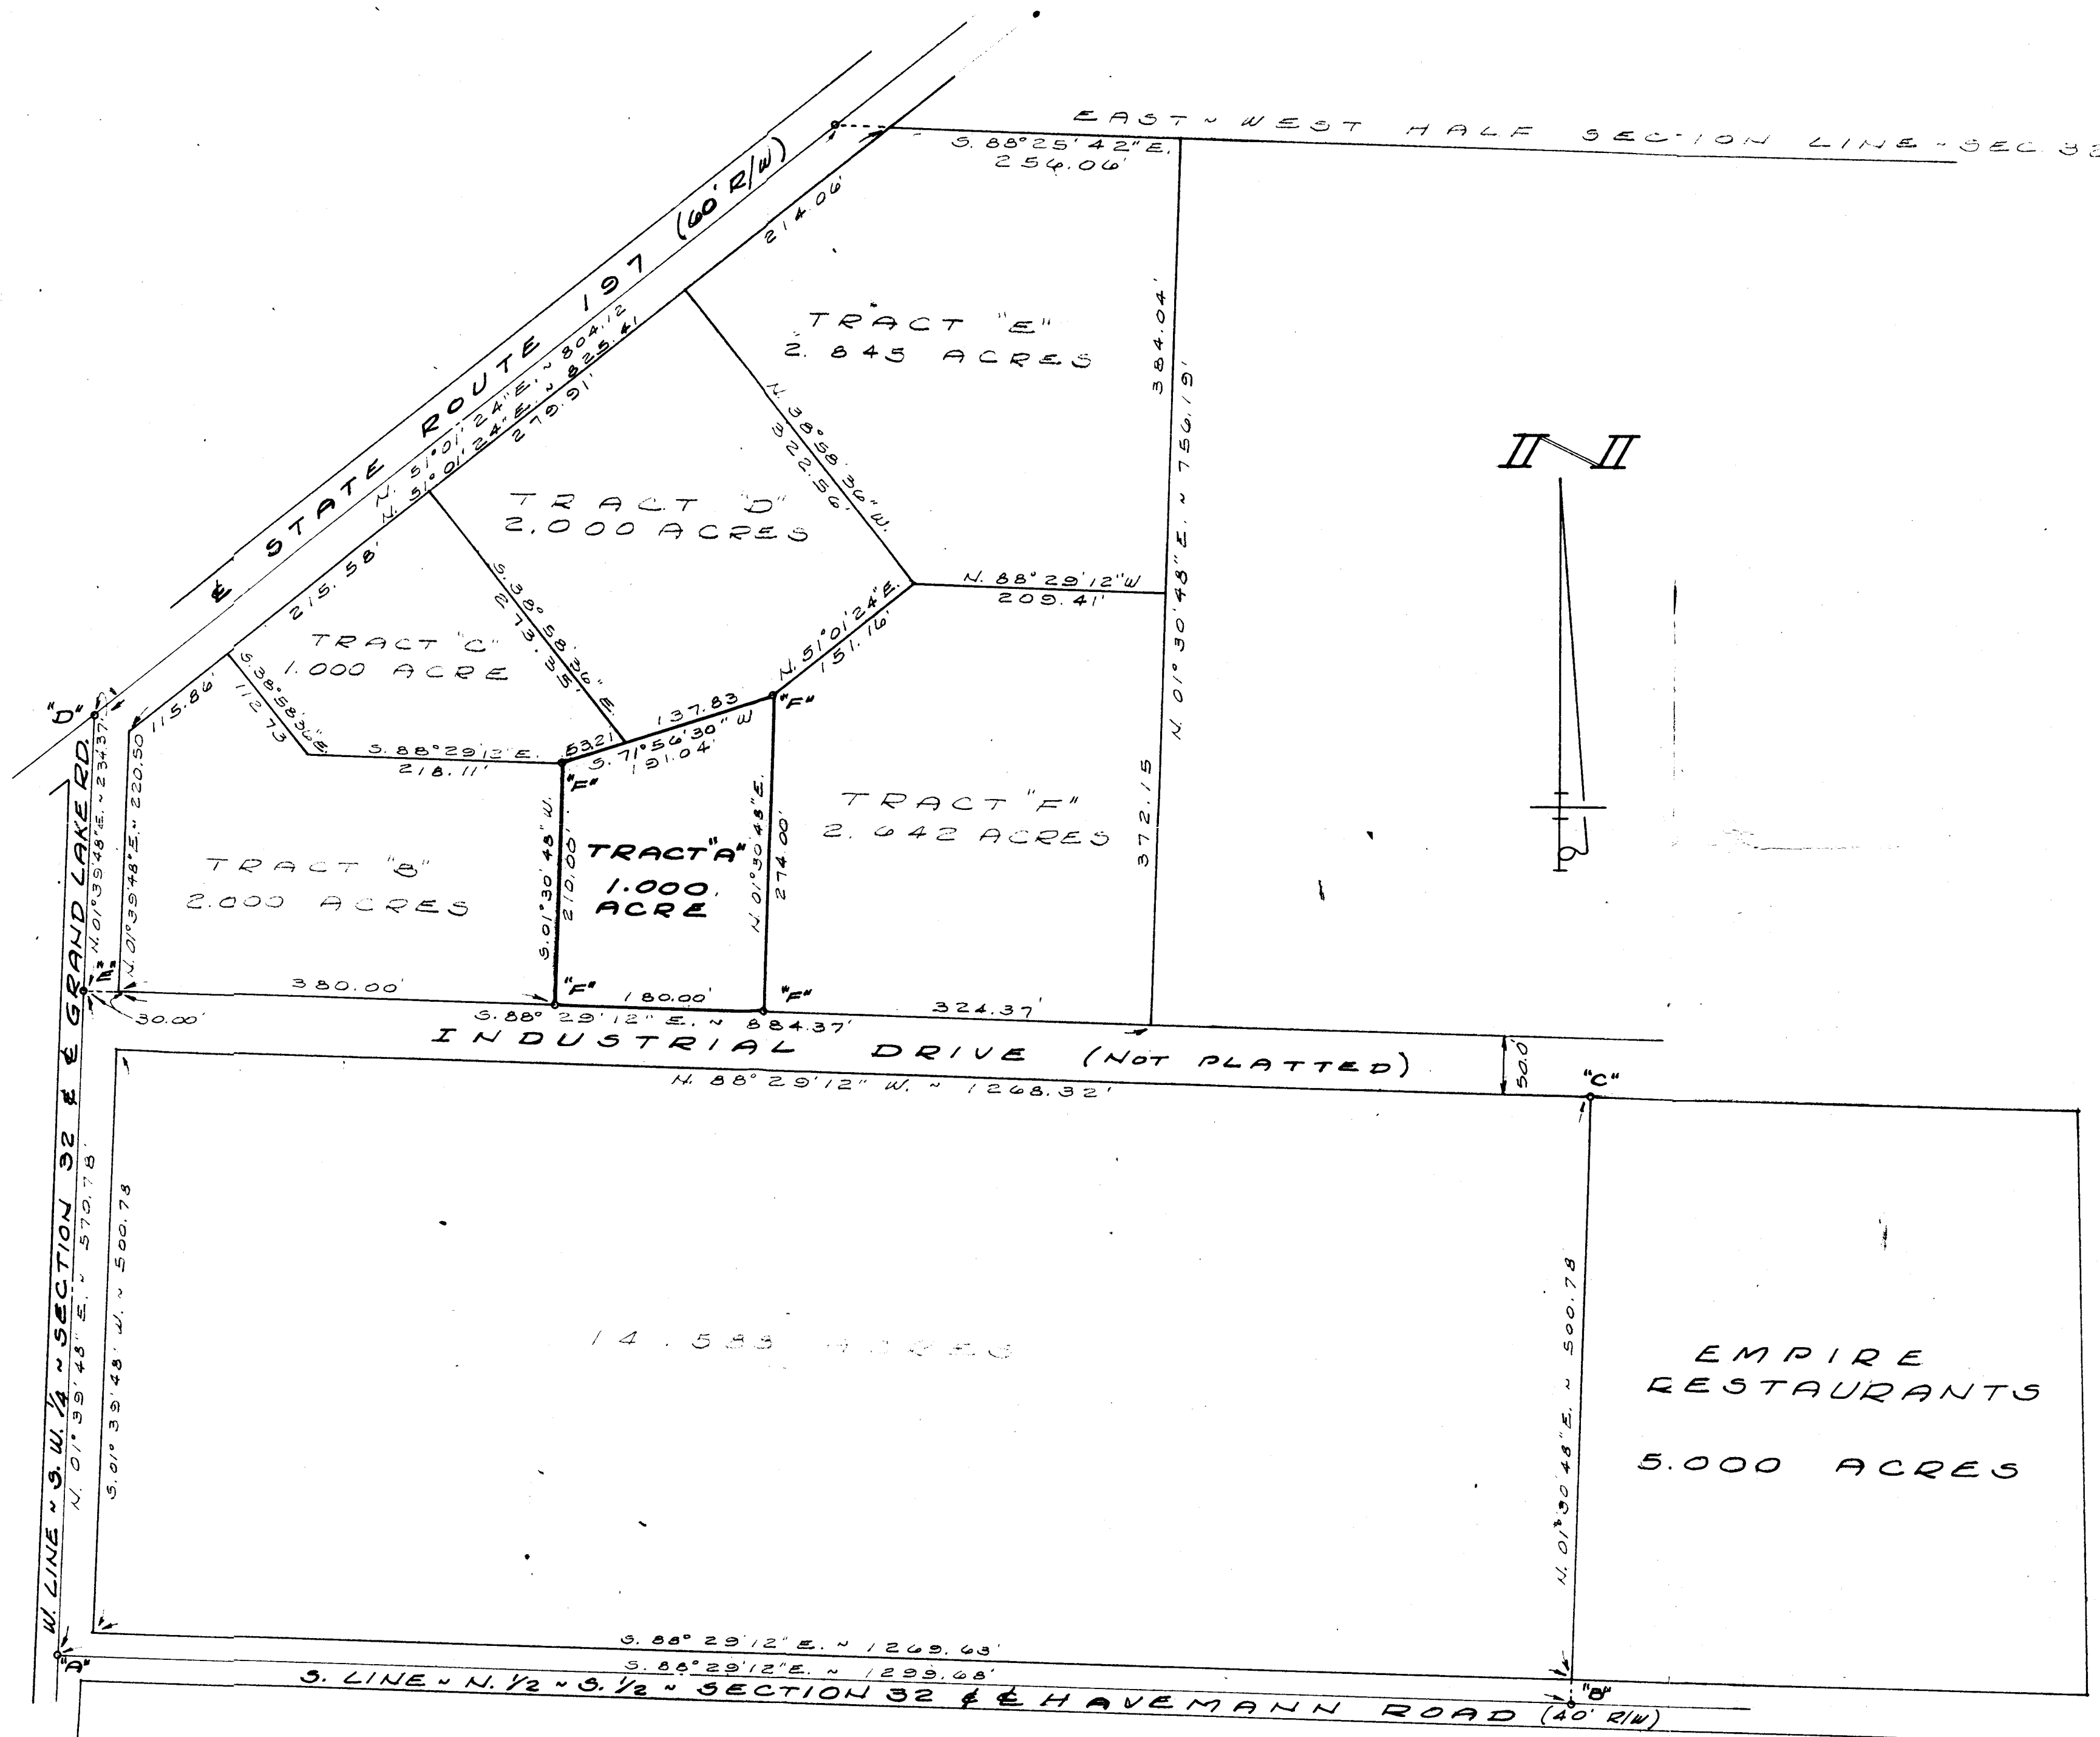 EAST ~ WEST HALF SECTION LINE ~ SEC. 32
S. 88° 25' 42" E.
256.06'
℄ STATE ROUTE 197 (60' R/W)
N. 51° 01' 24" E. ~ 804.12
N. 51° 01' 24" E. ~ 825.41
214.06'
279.91'
215.58'
115.86'
TRACT "E"
2.845 ACRES
384.04'
N. 01° 30' 48" E. ~ 756.19'
N. 38° 58' 36" W.
322.56'
TRACT "D"
2.000 ACRES
N. 88° 29' 12" W
209.41'
N. 51° 01' 24" E.
151.16'
S. 38° 58' 36" E.
273.35'
TRACT "C"
1.000 ACRE
S. 38° 58' 36" E.
112.73
"D"
137.83
53.21
S. 71° 56' 30" W
191.04'
"F"
"F"
S. 88° 29' 12" E.
218.11'
N. 01° 39' 48" E. ~ 234.37'
N. 01° 39' 48" E. ~ 220.50
TRACT "B"
2.000 ACRES
S. 01° 30' 48" W.
210.00'
TRACT "A"
1.000
ACRE
N. 01° 30' 48" E.
274.00'
TRACT "F"
2.642 ACRES
372.15
"E"
30.00'
380.00'
"F"
180.00'
"F"
324.37'
S. 88° 29' 12" E. ~ 884.37'
INDUSTRIAL DRIVE (NOT PLATTED)
50.0'
N. 88° 29' 12" W. ~ 1268.32'
"C"
W. LINE ~ S.W. 1/4 ~ SECTION 32 & ℄ GRAND LAKE RD.
N. 01° 39' 48" E. ~ 570.78'
S. 01° 39' 48" W. ~ 500.78
14.583 ACRES
N. 01° 30' 48" E. ~ 500.78
EMPIRE
RESTAURANTS
5.000 ACRES
S. 88° 29' 12" E. ~ 1269.63'
"A"
S. 88° 29' 12" E. ~ 1299.68'
"B"
S. LINE ~ N. 1/2 ~ S. 1/2 ~ SECTION 32 & ℄ HAVEMANN ROAD (40' R/W)